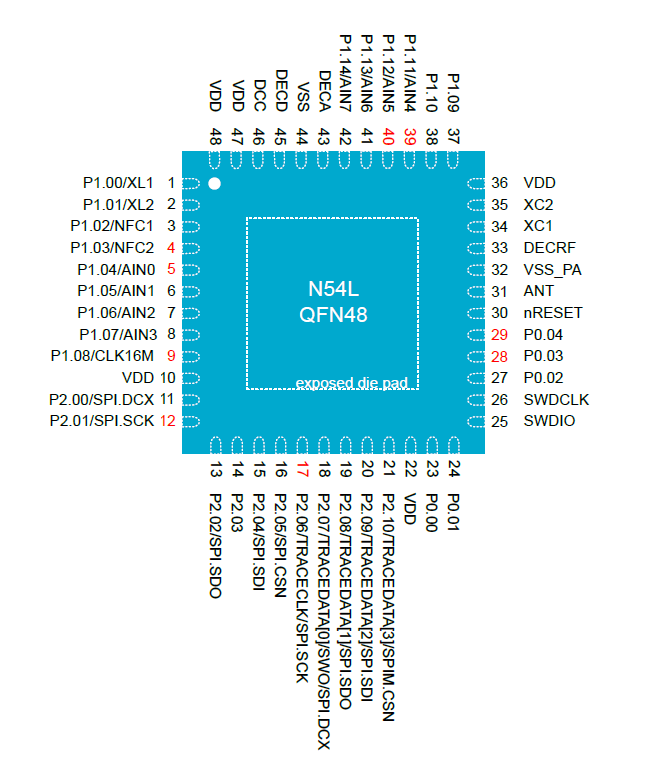 48 VDD
47 VDD
46 DCC
45 DECD
44 VSS
43 DECA
42 P1.14/AIN7
41 P1.13/AIN6
40 P1.12/AIN5
39 P1.11/AIN4
38 P1.10
37 P1.09
P1.00/XL1 1
P1.01/XL2 2
P1.02/NFC1 3
P1.03/NFC2 4
P1.04/AIN0 5
P1.05/AIN1 6
P1.06/AIN2 7
P1.07/AIN3 8
P1.08/CLK16M 9
VDD 10
P2.00/SPI.DCX 11
P2.01/SPI.SCK 12
N54L
QFN48
exposed die pad
36 VDD
35 XC2
34 XC1
33 DECRF
32 VSS_PA
31 ANT
30 nRESET
29 P0.04
28 P0.03
27 P0.02
26 SWDCLK
25 SWDIO
13 P2.02/SPI.SDO
14 P2.03
15 P2.04/SPI.SDI
16 P2.05/SPI.CSN
17 P2.06/TRACECLK/SPI.SCK
18 P2.07/TRACEDATA[0]/SWO/SPI.DCX
19 P2.08/TRACEDATA[1]/SPI.SDO
20 P2.09/TRACEDATA[2]/SPI.SDI
21 P2.10/TRACEDATA[3]/SPIM.CSN
22 VDD
23 P0.00
24 P0.01